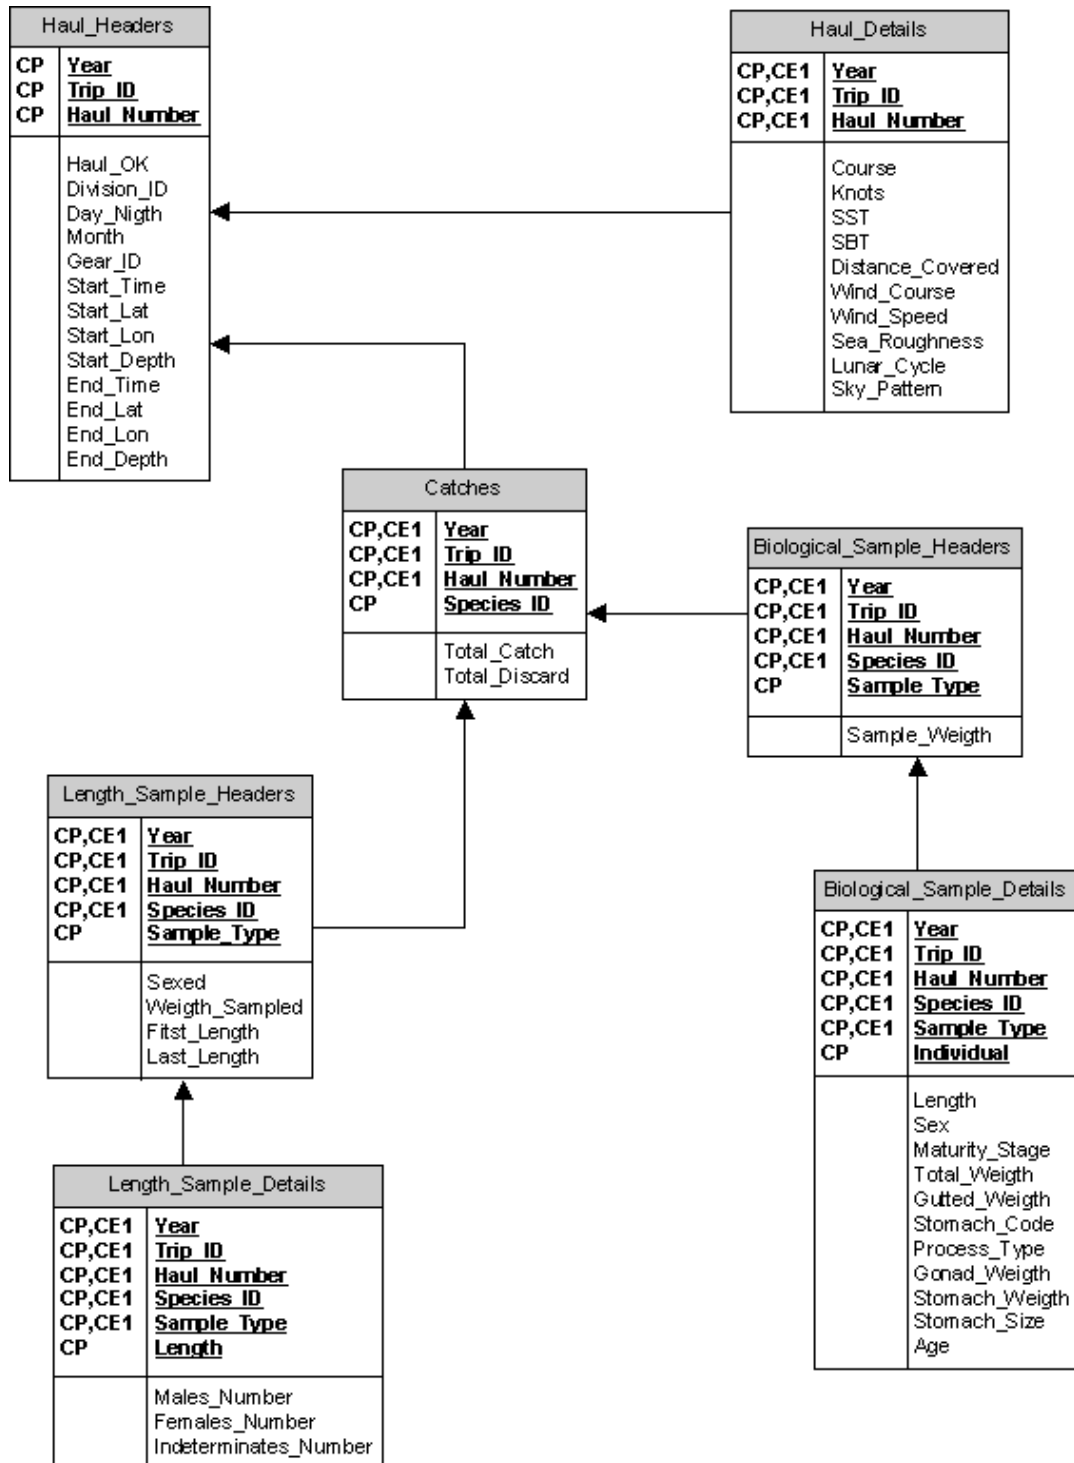 Haul_Headers
CP Year
CP Trip_ID
CP Haul_Number
Haul_OK
Division_ID
Day_Nigth
Month
Gear_ID
Start_Time
Start_Lat
Start_Lon
Start_Depth
End_Time
End_Lat
End_Lon
End_Depth
Haul_Details
CP,CE1 Year
CP,CE1 Trip_ID
CP,CE1 Haul_Number
Course
Knots
SST
SBT
Distance_Covered
Wind_Course
Wind_Speed
Sea_Roughness
Lunar_Cycle
Sky_Pattern
Catches
CP,CE1 Year
CP,CE1 Trip_ID
CP,CE1 Haul_Number
CP Species_ID
Total_Catch
Total_Discard
Biological_Sample_Headers
CP,CE1 Year
CP,CE1 Trip_ID
CP,CE1 Haul_Number
CP,CE1 Species_ID
CP Sample_Type
Sample_Weigth
Length_Sample_Headers
CP,CE1 Year
CP,CE1 Trip_ID
CP,CE1 Haul_Number
CP,CE1 Species_ID
CP Sample_Type
Sexed
Weigth_Sampled
Fitst_Length
Last_Length
Biological_Sample_Details
CP,CE1 Year
CP,CE1 Trip_ID
CP,CE1 Haul_Number
CP,CE1 Species_ID
CP,CE1 Sample_Type
CP Individual
Length
Sex
Maturity_Stage
Total_Weigth
Gutted_Weigth
Stomach_Code
Process_Type
Gonad_Weigth
Stomach_Weigth
Stomach_Size
Age
Length_Sample_Details
CP,CE1 Year
CP,CE1 Trip_ID
CP,CE1 Haul_Number
CP,CE1 Species_ID
CP,CE1 Sample_Type
CP Length
Males_Number
Females_Number
Indeterminates_Number